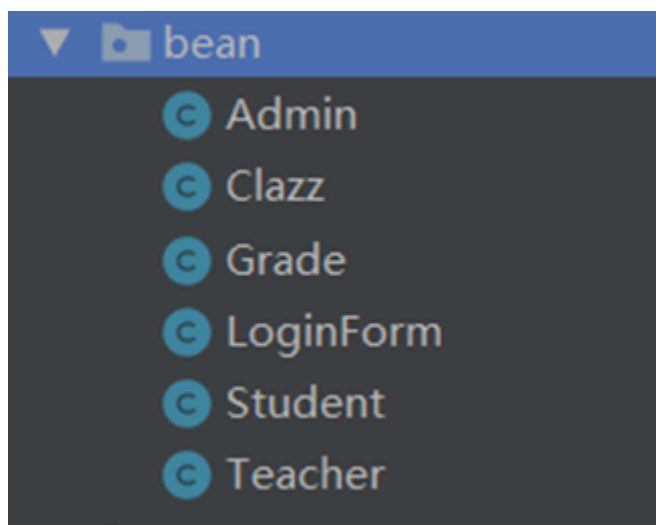 bean
Admin
Clazz
Grade
LoginForm
Student
Teacher